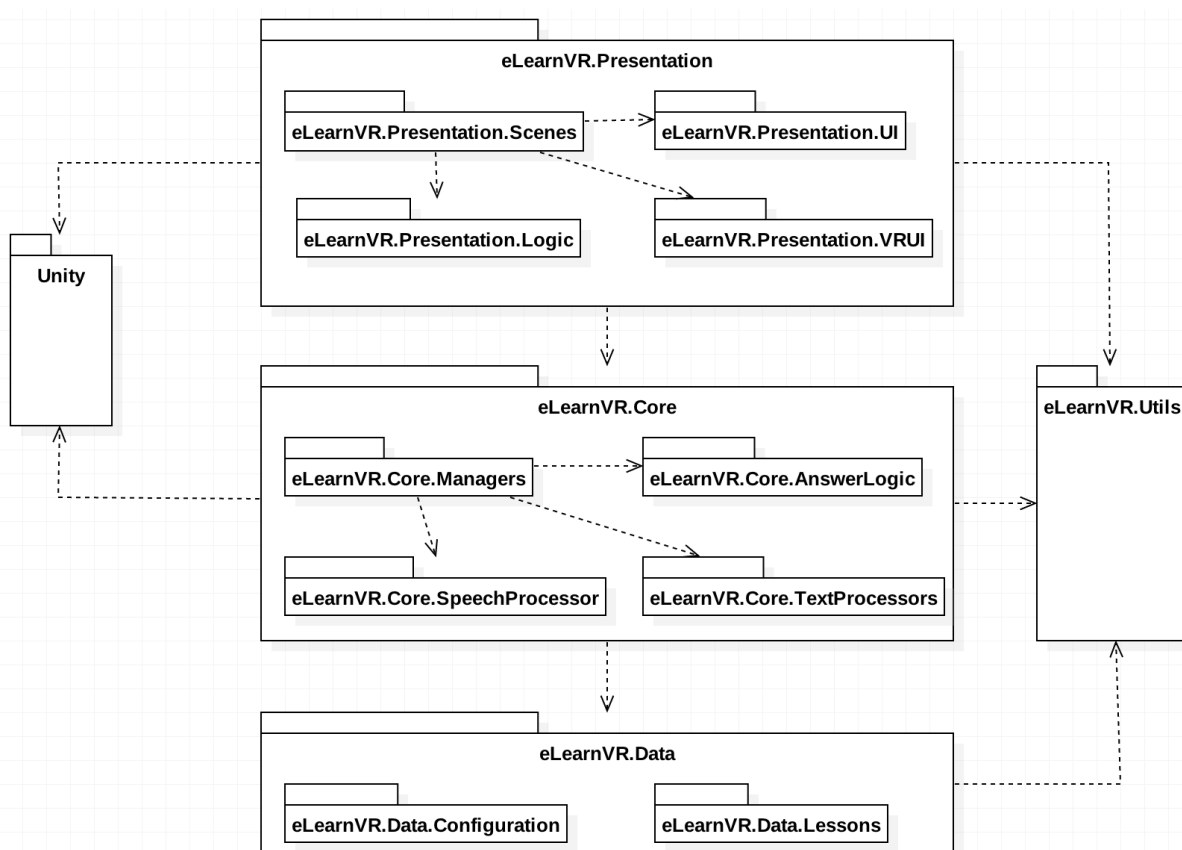 eLearnVR.Presentation
eLearnVR.Presentation.Scenes
eLearnVR.Presentation.UI
eLearnVR.Presentation.Logic
eLearnVR.Presentation.VRUI
Unity
eLearnVR.Core
eLearnVR.Utils
eLearnVR.Core.Managers
eLearnVR.Core.AnswerLogic
eLearnVR.Core.SpeechProcessor
eLearnVR.Core.TextProcessors
eLearnVR.Data
eLearnVR.Data.Configuration
eLearnVR.Data.Lessons